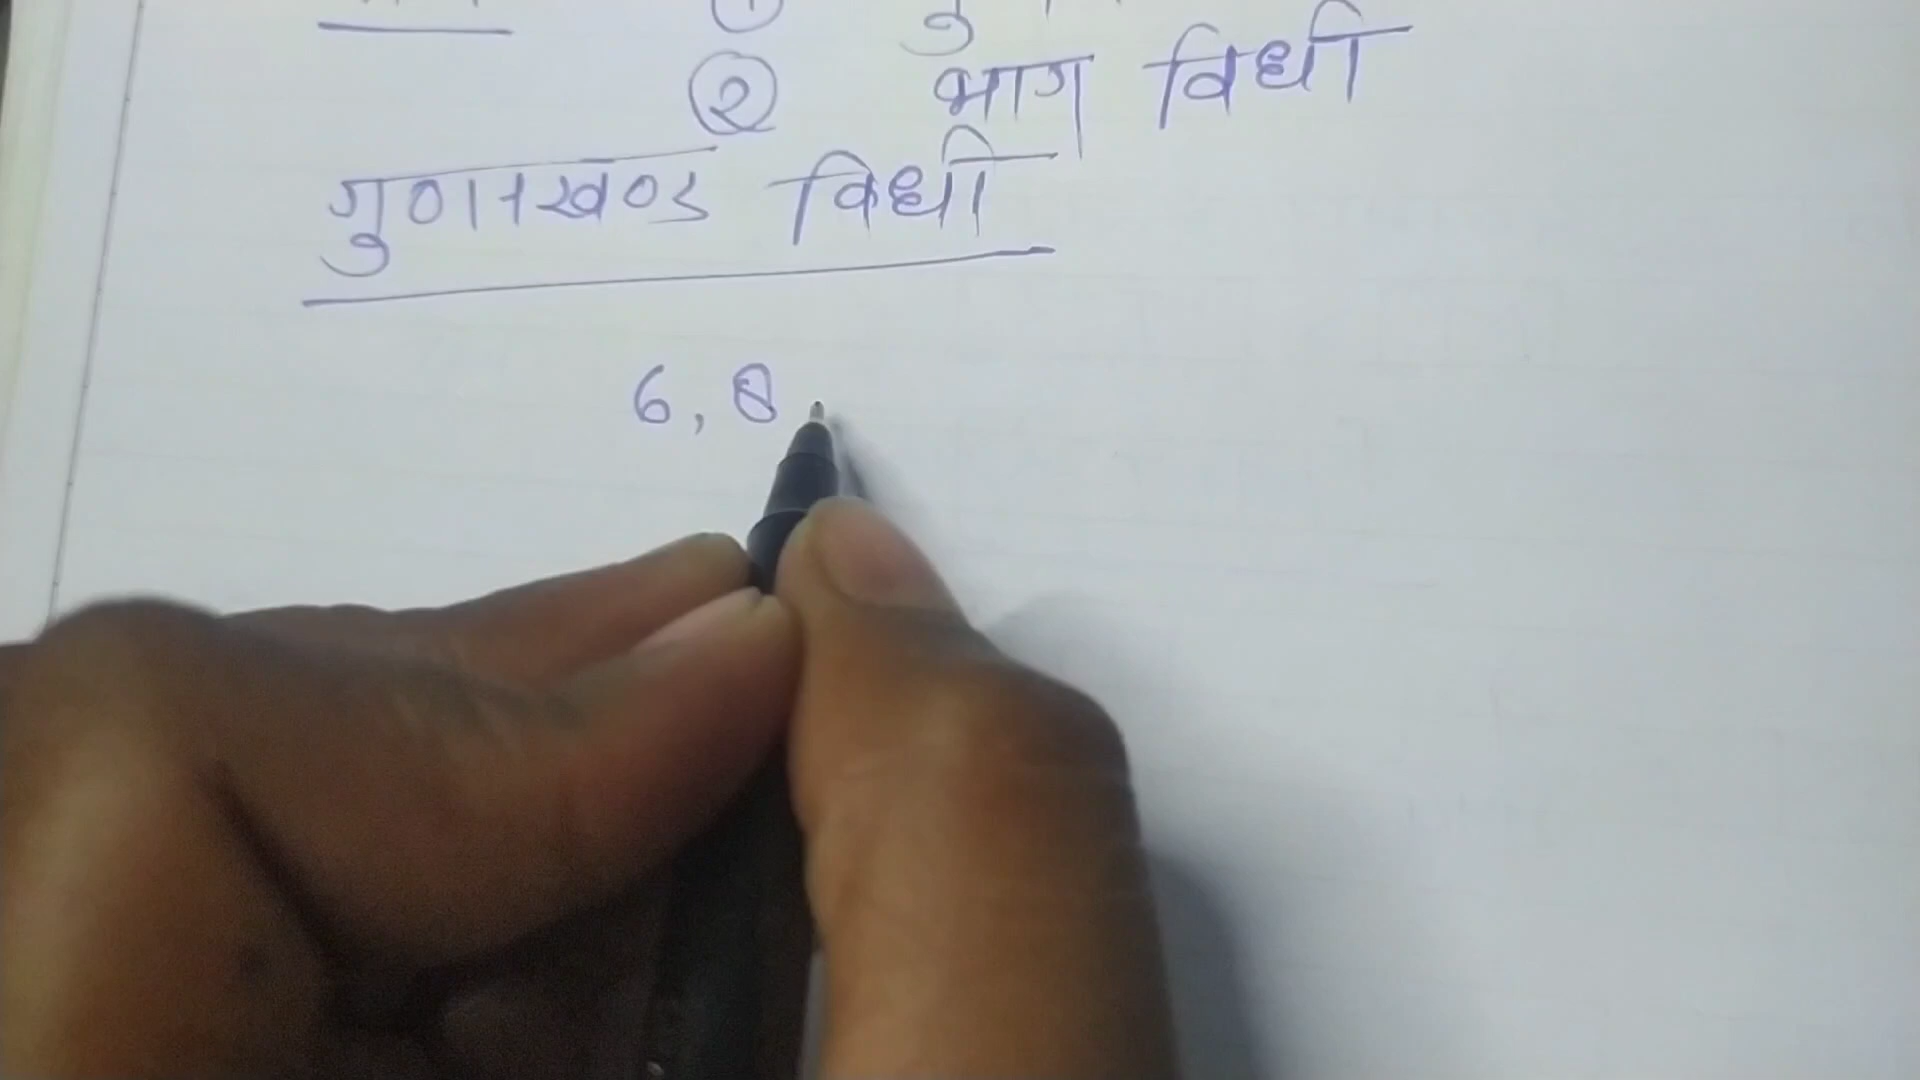 ②
भाग विधी
गुणनखण्ड विधी
6, 8